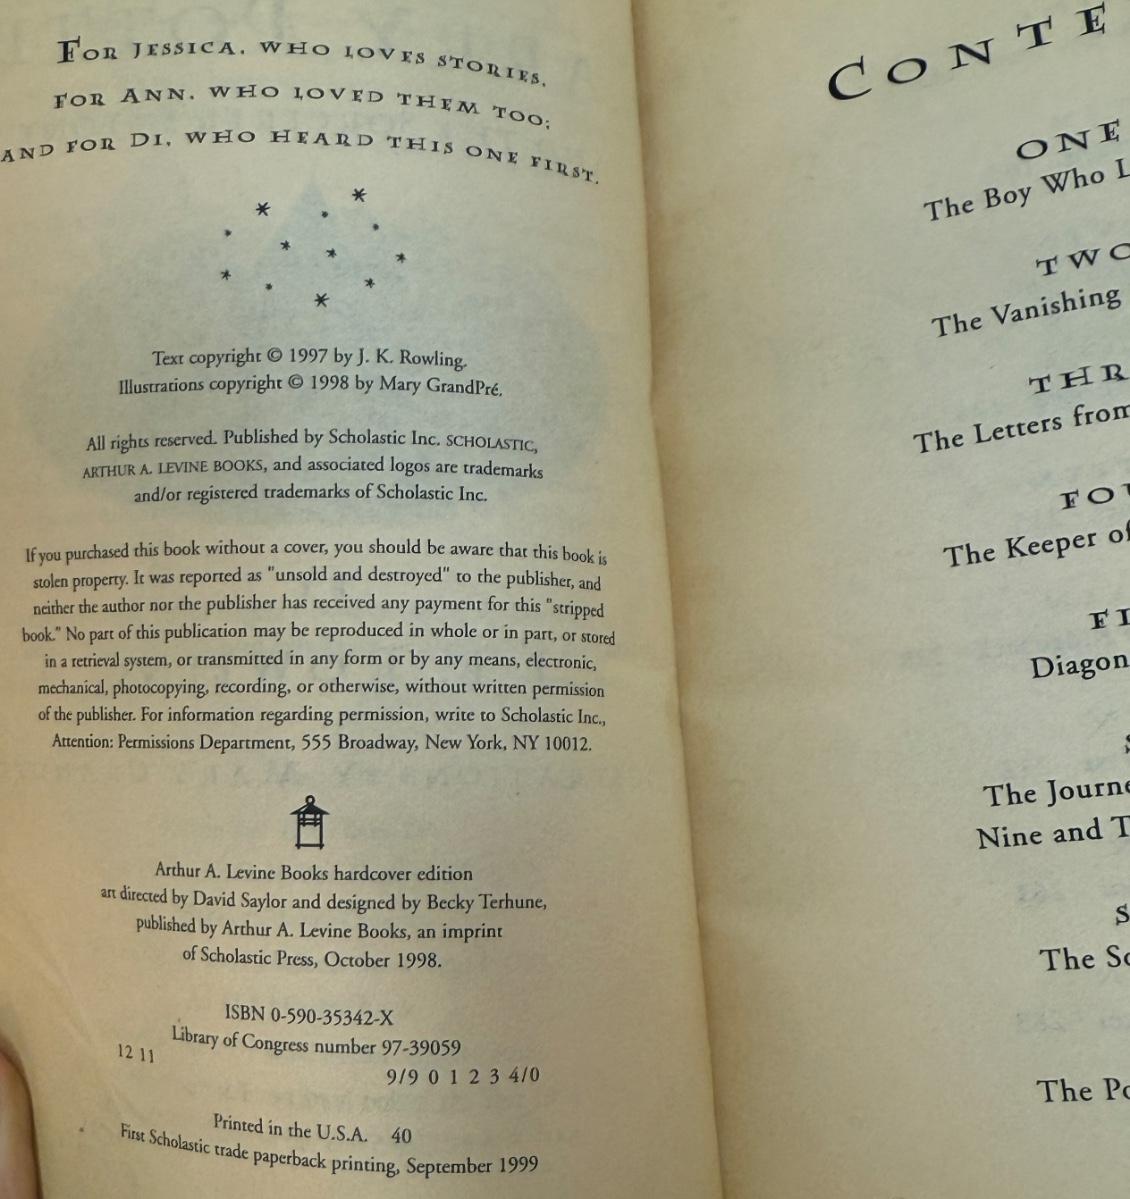 FOR JESSICA, WHO LOVES STORIES,
FOR ANN, WHO LOVED THEM TOO;
AND FOR DI, WHO HEARD THIS ONE FIRST.
Text copyright © 1997 by J. K. Rowling.
Illustrations copyright © 1998 by Mary GrandPré.
All rights reserved. Published by Scholastic Inc. SCHOLASTIC,
ARTHUR A. LEVINE BOOKS, and associated logos are trademarks
and/or registered trademarks of Scholastic Inc.
If you purchased this book without a cover, you should be aware that this book is
stolen property. It was reported as "unsold and destroyed" to the publisher, and
neither the author nor the publisher has received any payment for this "stripped
book." No part of this publication may be reproduced in whole or in part, or stored
in a retrieval system, or transmitted in any form or by any means, electronic,
mechanical, photocopying, recording, or otherwise, without written permission
of the publisher. For information regarding permission, write to Scholastic Inc.,
Attention: Permissions Department, 555 Broadway, New York, NY 10012.
Arthur A. Levine Books hardcover edition
art directed by David Saylor and designed by Becky Terhune,
published by Arthur A. Levine Books, an imprint
of Scholastic Press, October 1998.
ISBN 0-590-35342-X
Library of Congress number 97-39059
12 11
9/9 0 1 2 3 4/0
Printed in the U.S.A. 40
First Scholastic trade paperback printing, September 1999
CONTE
ONE
The Boy Who L
TWO
The Vanishing
THR
The Letters from
FOU
The Keeper of
FI
Diagon
S
The Journe
Nine and T
S
The So
The Po